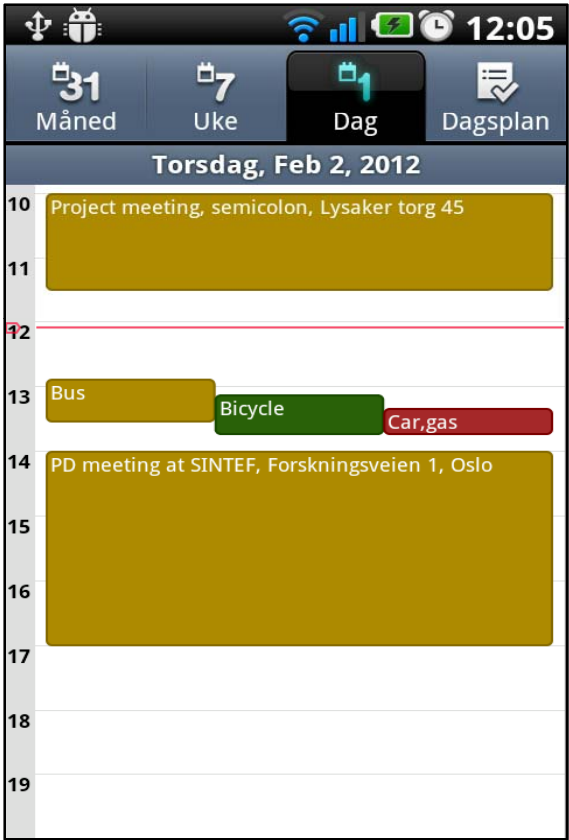 12:05
31 7 1
Måned Uke Dag Dagsplan
Torsdag, Feb 2, 2012
10 Project meeting, semicolon, Lysaker torg 45
11
12
13 Bus
Bicycle
Car,gas
14 PD meeting at SINTEF, Forskningsveien 1, Oslo
15
16
17
18
19